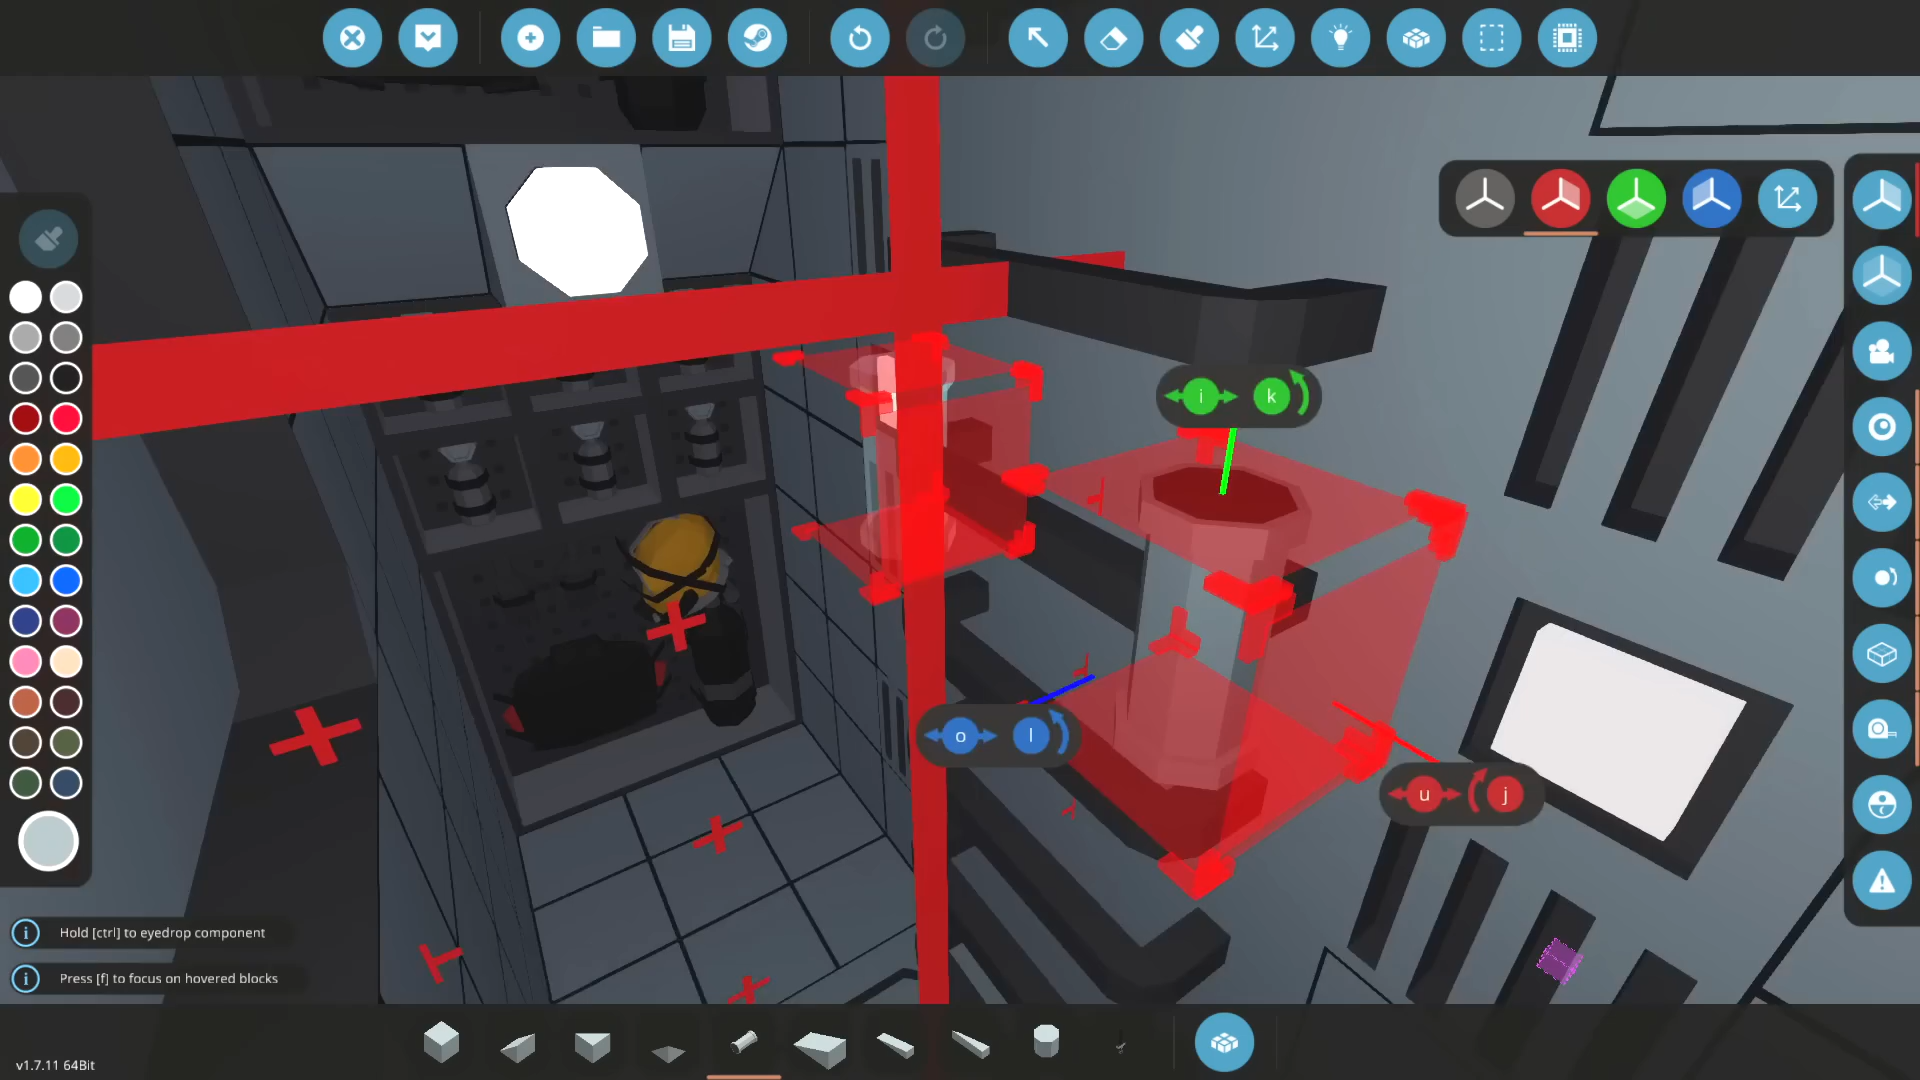 i k
o l
u j
Hold [ctrl] to eyedrop component
Press [f] to focus on hovered blocks
v1.7.11 64Bit